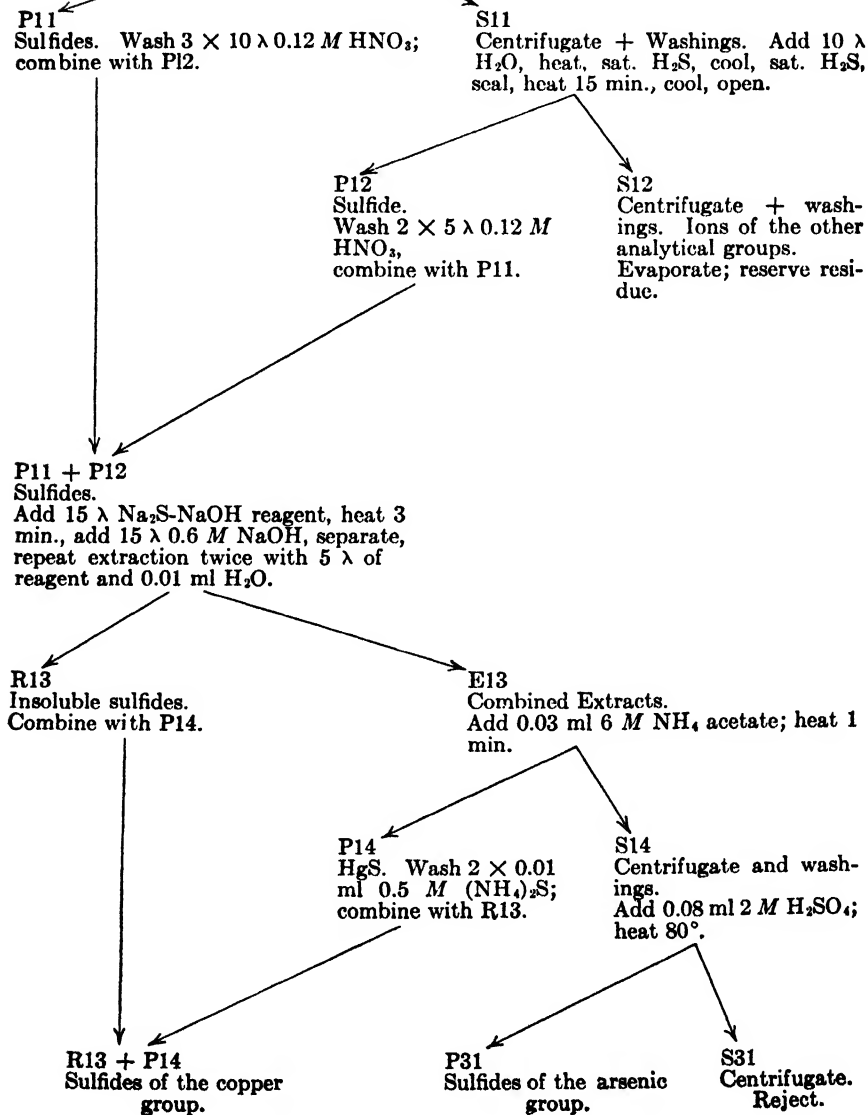 P11
Sulfides. Wash 3 × 10 λ 0.12 M HNO₃;
combine with Pl2.
S11
Centrifugate + Washings. Add 10 λ
H₂O, heat, sat. H₂S, cool, sat. H₂S,
seal, heat 15 min., cool, open.
P12
Sulfide.
Wash 2 × 5 λ 0.12 M
HNO₃,
combine with P11.
S12
Centrifugate + wash-
ings. Ions of the other
analytical groups.
Evaporate; reserve resi-
due.
P11 + P12
Sulfides.
Add 15 λ Na₂S-NaOH reagent, heat 3
min., add 15 λ 0.6 M NaOH, separate,
repeat extraction twice with 5 λ of
reagent and 0.01 ml H₂O.
R13
Insoluble sulfides.
Combine with P14.
E13
Combined Extracts.
Add 0.03 ml 6 M NH₄ acetate; heat 1
min.
P14
HgS. Wash 2 × 0.01
ml 0.5 M (NH₄)₂S;
combine with R13.
S14
Centrifugate and wash-
ings.
Add 0.08 ml 2 M H₂SO₄;
heat 80°.
R13 + P14
Sulfides of the copper
group.
P31
Sulfides of the arsenic
group.
S31
Centrifugate.
Reject.